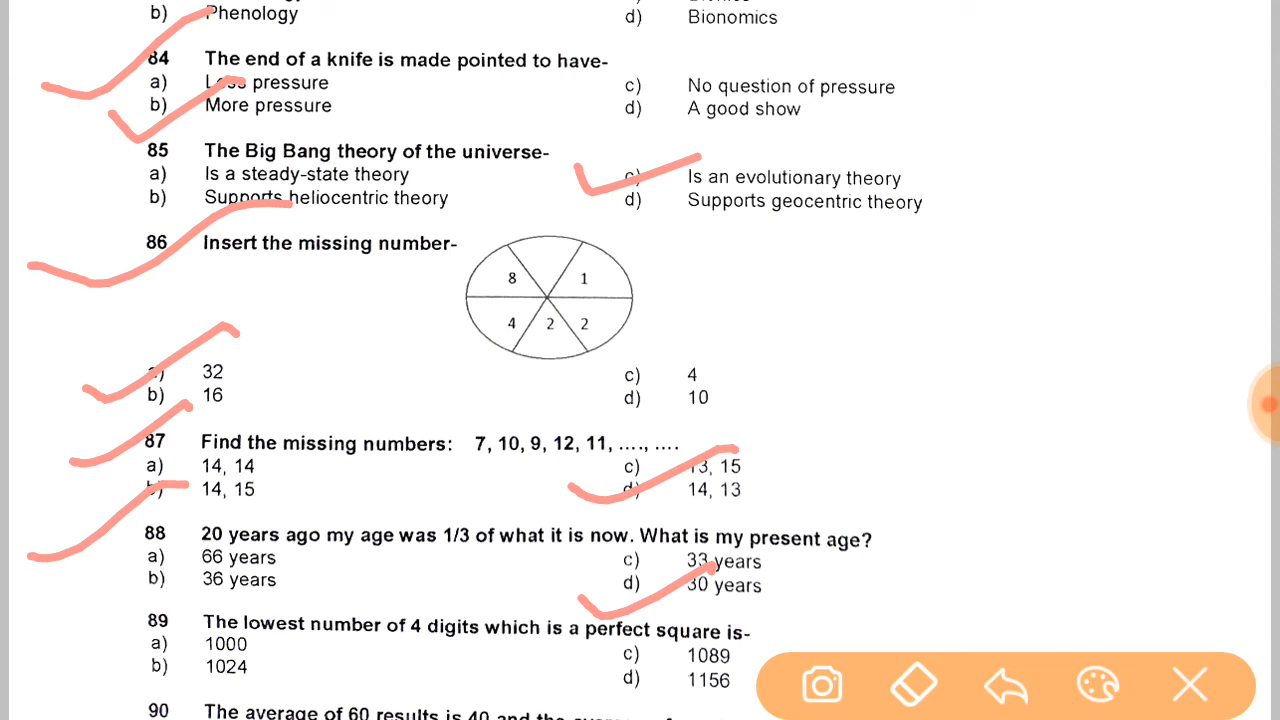 b) Phenology d) Bionomics
84 The end of a knife is made pointed to have-
a) Less pressure c) No question of pressure
b) More pressure d) A good show
85 The Big Bang theory of the universe-
a) Is a steady-state theory c) Is an evolutionary theory
b) Supports heliocentric theory d) Supports geocentric theory
86 Insert the missing number-
8 1
4 2 2
a) 32 c) 4
b) 16 d) 10
87 Find the missing numbers: 7, 10, 9, 12, 11, ...., ....
a) 14, 14 c) 13, 15
b) 14, 15 d) 14, 13
88 20 years ago my age was 1/3 of what it is now. What is my present age?
a) 66 years c) 33 years
b) 36 years d) 30 years
89 The lowest number of 4 digits which is a perfect square is-
a) 1000 c) 1089
b) 1024 d) 1156
90 The average of 60 results is 40 and the